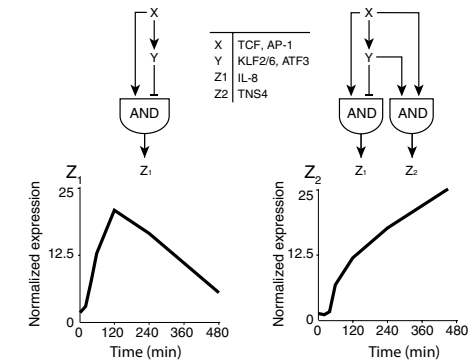 X
Y
AND
Z1
X TCF, AP-1
Y KLF2/6, ATF3
Z1 IL-8
Z2 TNS4
X
Y
AND AND
Z1 Z2
Z1
Normalized expression
25
12.5
0
0 120 240 360 480
Time (min)
Z2
Normalized expression
25
12.5
0
0 120 240 360 480
Time (min)